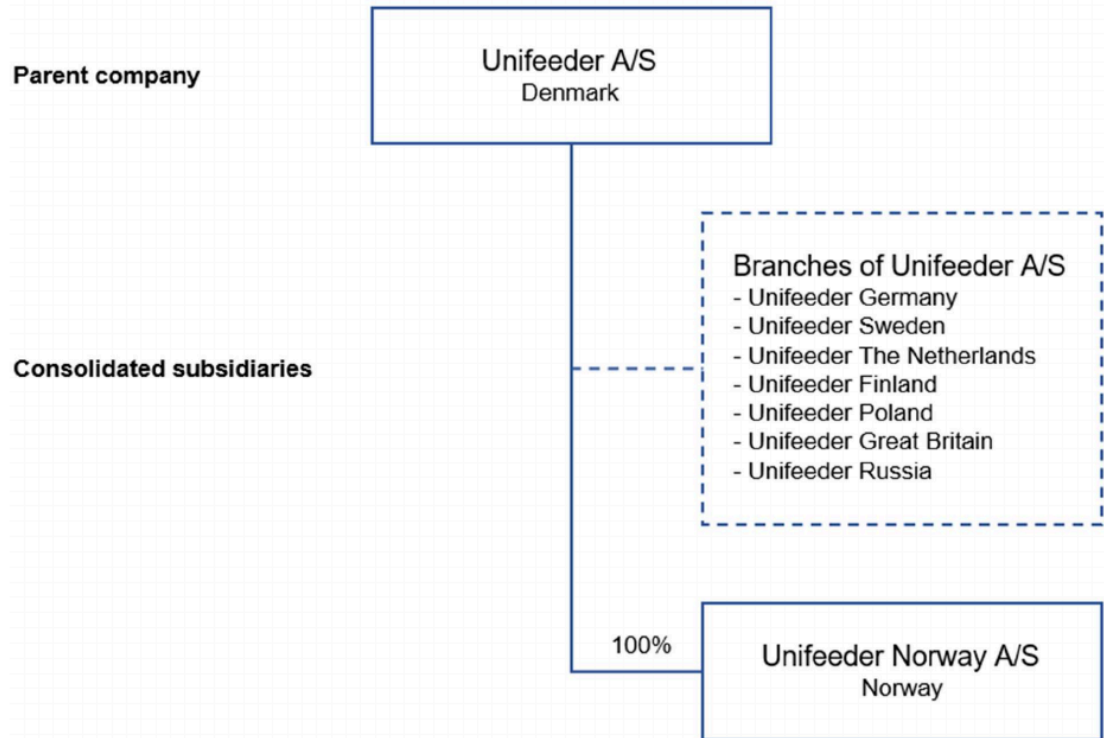 Parent company
Unifeeder A/S
Denmark
Branches of Unifeeder A/S
- Unifeeder Germany
- Unifeeder Sweden
- Unifeeder The Netherlands
- Unifeeder Finland
- Unifeeder Poland
- Unifeeder Great Britain
- Unifeeder Russia
Consolidated subsidiaries
100%
Unifeeder Norway A/S
Norway